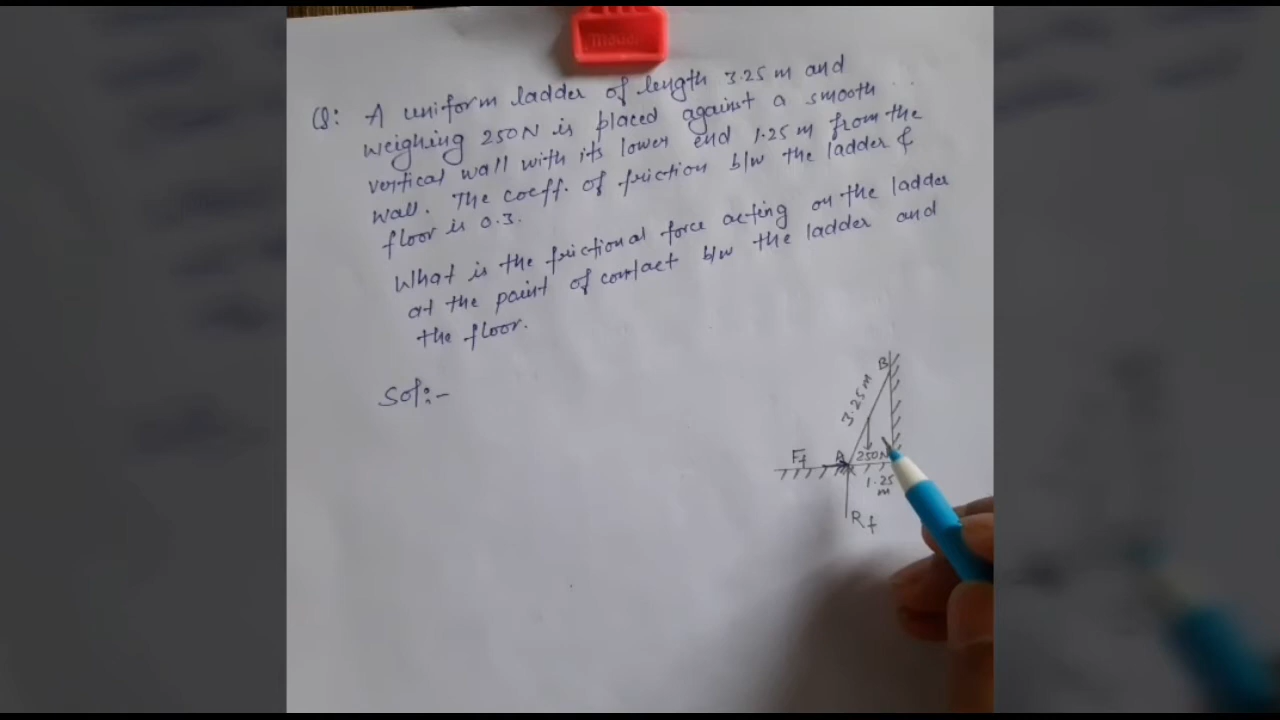 Q: A uniform ladder of length 3.25 m and
weighing 250N is placed against a smooth
vertical wall with its lower end 1.25 m from the
wall. The coeff. of friction b/w the ladder &
floor is 0.3.
What is the frictional force acting on the ladder
at the point of contact b/w the ladder and
the floor.
Sol:-
B
3.25 m
Ff
A
250N
1.25
m
Rf